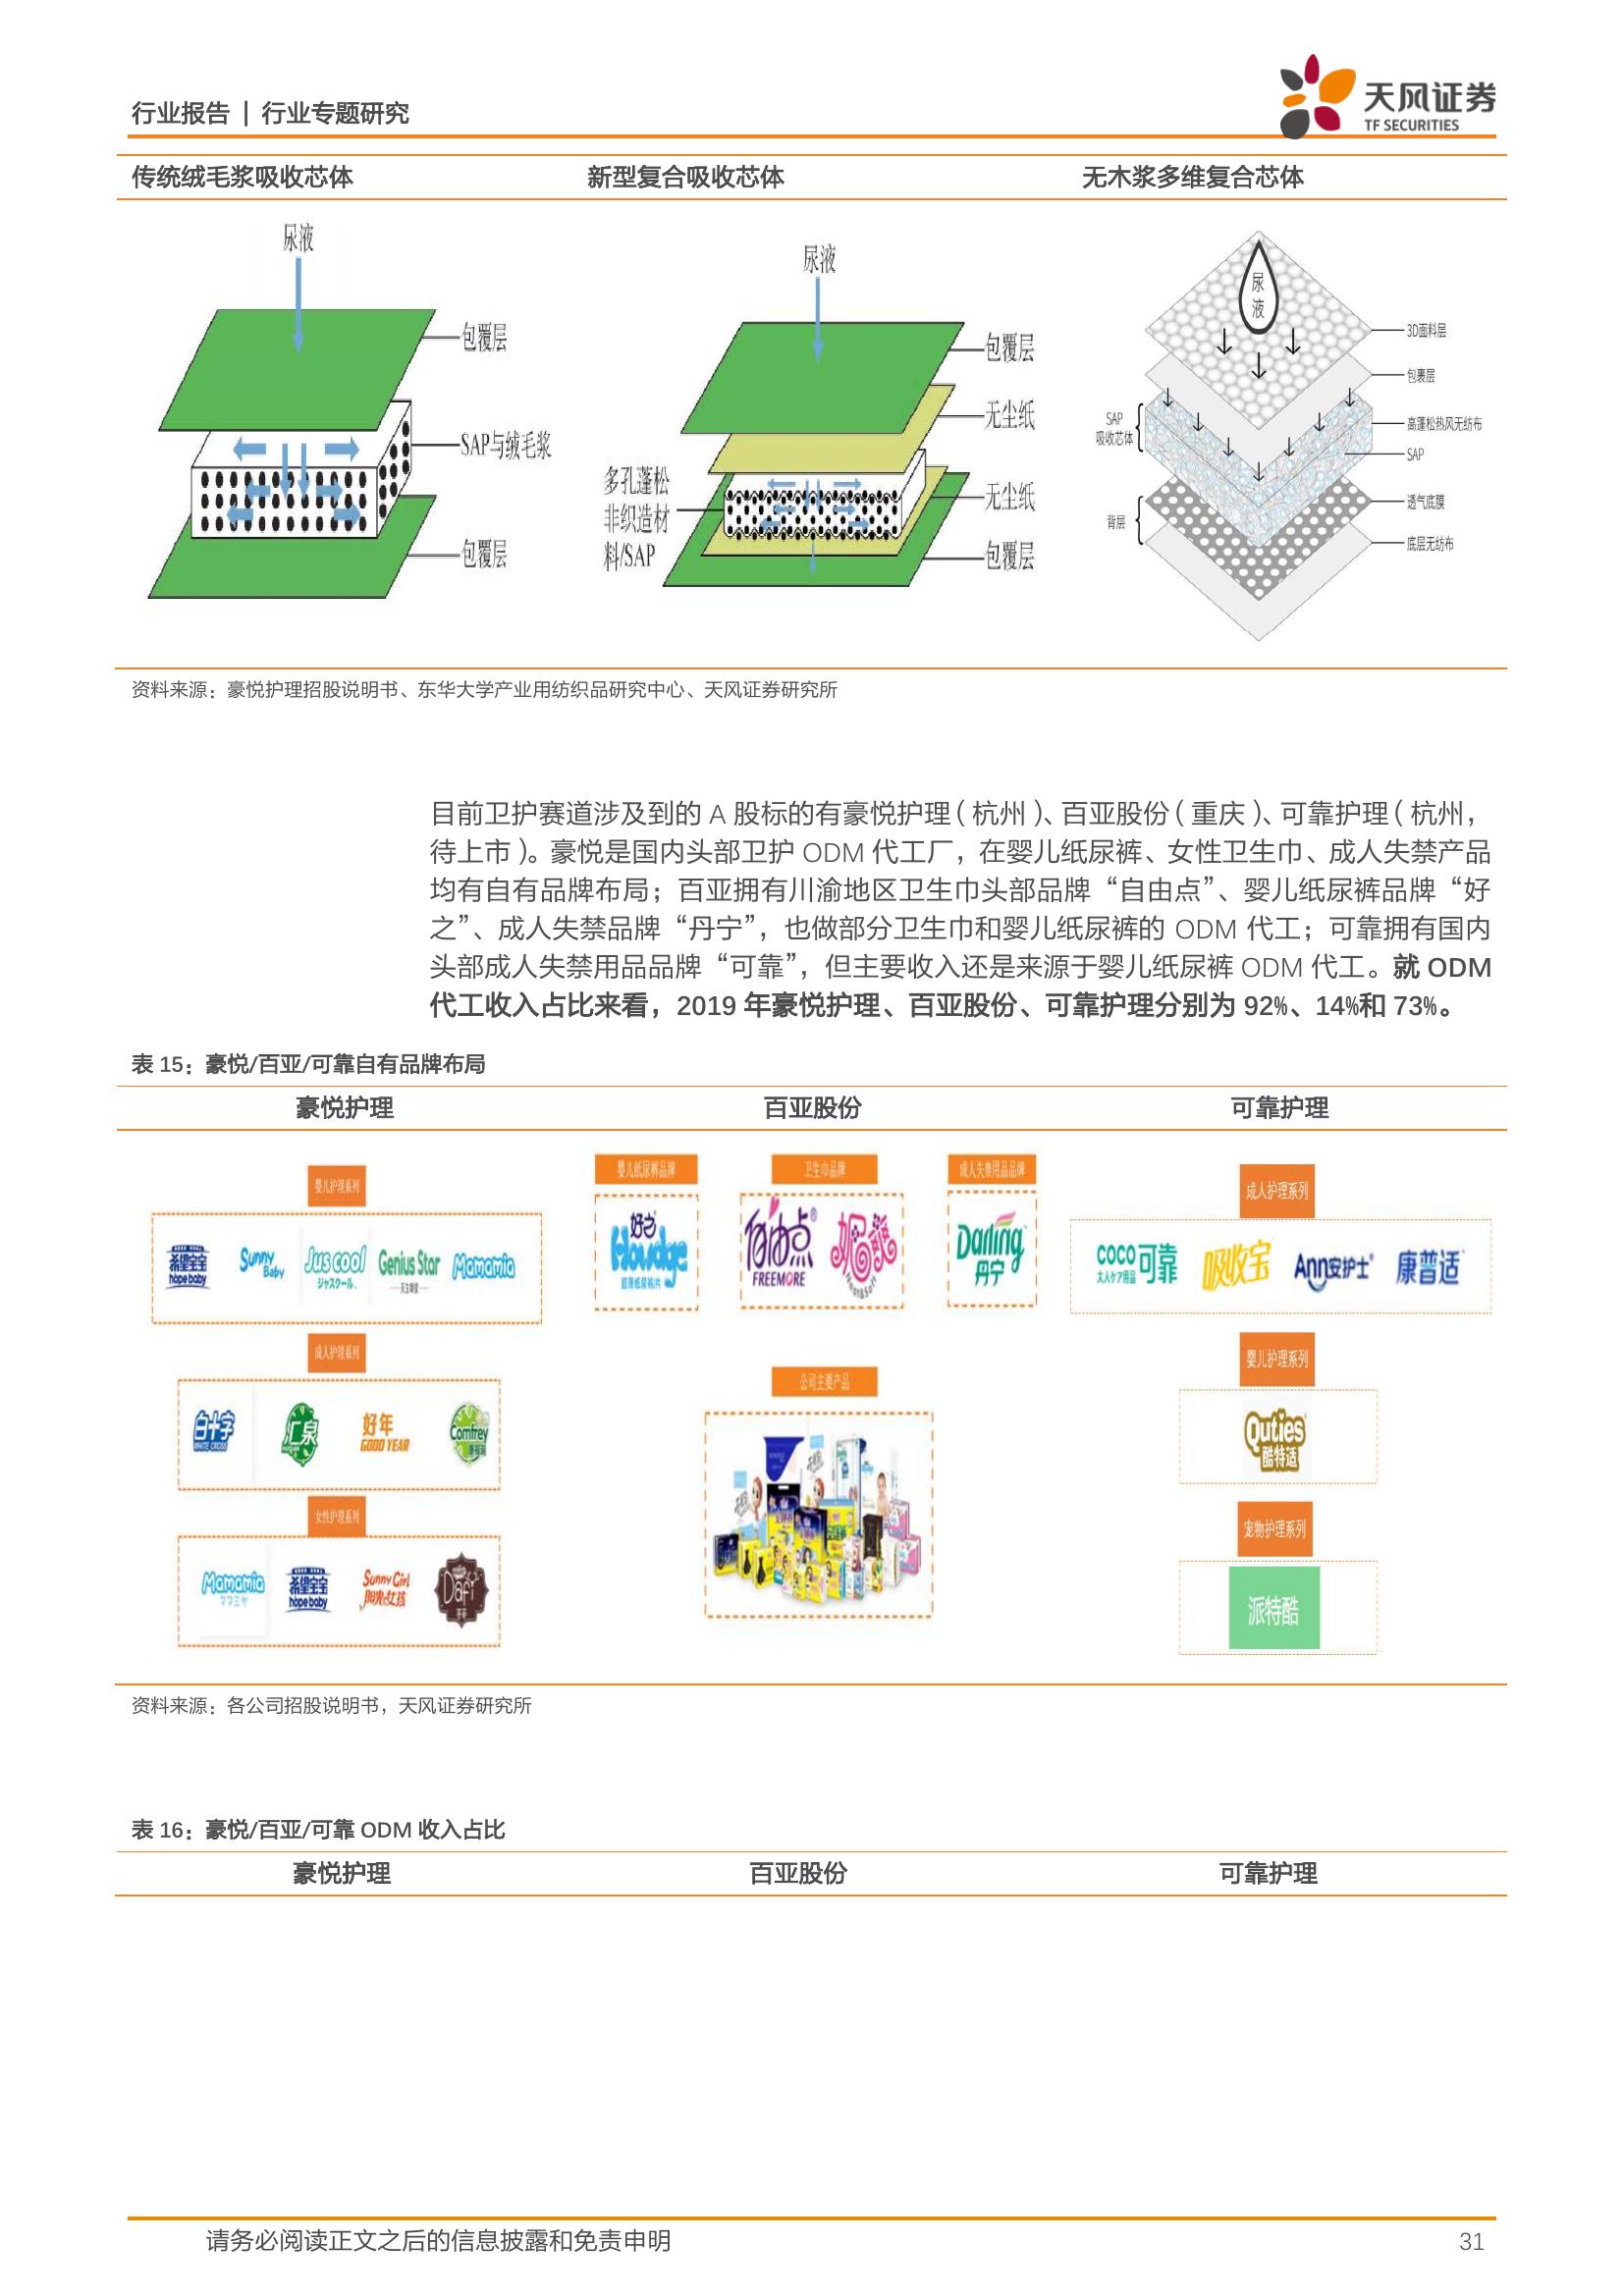 行业报告 | 行业专题研究
天风证券
TF SECURITIES
传统绒毛浆吸收芯体 新型复合吸收芯体 无木浆多维复合芯体
尿液
包覆层
SAP与绒毛浆
包覆层
尿液
包覆层
无尘纸
多孔蓬松
非织造材
料/SAP
无尘纸
包覆层
尿
液
3D面料层
包裹层
SAP
吸收芯体
高蓬松热风无纺布
SAP
背层
透气底膜
底层无纺布
资料来源：豪悦护理招股说明书、东华大学产业用纺织品研究中心、天风证券研究所
目前卫护赛道涉及到的 A 股标的有豪悦护理（杭州）、百亚股份（重庆）、可靠护理（杭州，
待上市）。豪悦是国内头部卫护 ODM 代工厂，在婴儿纸尿裤、女性卫生巾、成人失禁产品
均有自有品牌布局；百亚拥有川渝地区卫生巾头部品牌“自由点”、婴儿纸尿裤品牌“好
之”、成人失禁品牌“丹宁”，也做部分卫生巾和婴儿纸尿裤的 ODM 代工；可靠拥有国内
头部成人失禁用品品牌“可靠”，但主要收入还是来源于婴儿纸尿裤 ODM 代工。就 ODM
代工收入占比来看，2019 年豪悦护理、百亚股份、可靠护理分别为 92%、14%和 73%。
表 15：豪悦/百亚/可靠自有品牌布局
豪悦护理 百亚股份 可靠护理
婴儿护理系列
希望宝宝
hope baby
Sunny
Baby
Jus cool
ジャスクール
Genius Star
Mamamia
成人护理系列
白十字
WHITE CROSS
汇泉
好年
GOOD YEAR
Comfrey
女性护理系列
Mamamia
ママミヤ
希望宝宝
hope baby
Sunny Girl
阳光女孩
Dafi
婴儿纸尿裤品牌
好之
Howdge
卫生巾品牌
自由点®
FREEMORE
妮爽
成人失禁用品品牌
Darling
丹宁
公司主要产品
成人护理系列
coco可靠
大人ケア用品
吸收宝
Ann安护士®
康普适
婴儿护理系列
Quties
酷特适
宠物护理系列
派特酷
资料来源：各公司招股说明书，天风证券研究所
表 16：豪悦/百亚/可靠 ODM 收入占比
豪悦护理 百亚股份 可靠护理
请务必阅读正文之后的信息披露和免责申明 31